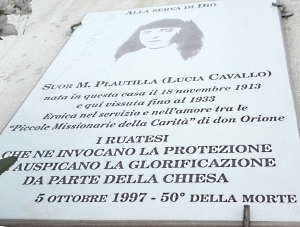 ALLA SERVA DI DIO
SUOR M. PLAUTILLA (LUCIA CAVALLO)
nata in questa casa il 18 novembre 1913
e qui vissuta fino al 1933
Eroica nel servizio e nell'amore tra le
"Piccole Missionarie della Carità" di don Orione
I RUATESI
CHE NE INVOCANO LA PROTEZIONE
AUSPICANO LA GLORIFICAZIONE
DA PARTE DELLA CHIESA
5 OTTOBRE 1997 - 50° DELLA MORTE